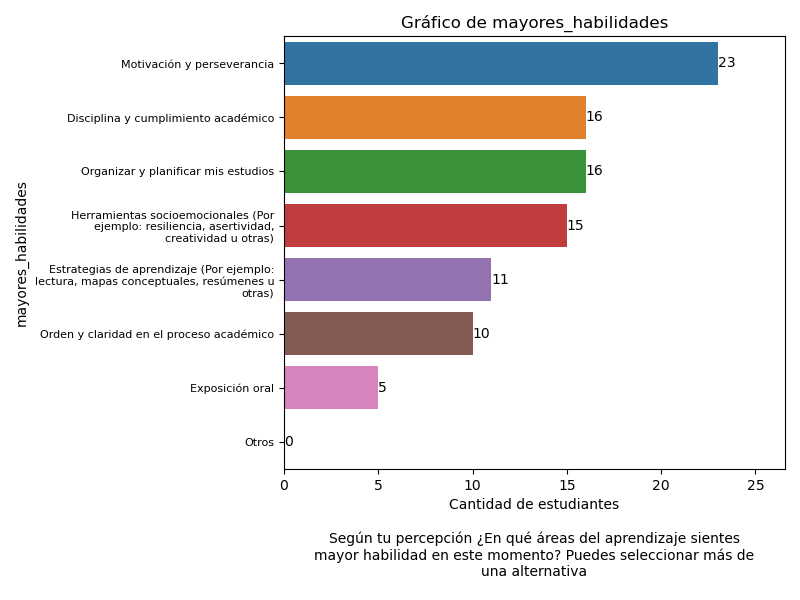 Gráfico de mayores_habilidades
mayores_habilidades
Motivación y perseverancia
23
Disciplina y cumplimiento académico
16
Organizar y planificar mis estudios
16
Herramientas socioemocionales (Por
ejemplo: resiliencia, asertividad,
creatividad u otras)
15
Estrategias de aprendizaje (Por ejemplo:
lectura, mapas conceptuales, resúmenes u
otras)
11
Orden y claridad en el proceso académico
10
Exposición oral
5
Otros
0
0
5
10
15
20
25
Cantidad de estudiantes
Según tu percepción ¿En qué áreas del aprendizaje sientes
mayor habilidad en este momento? Puedes seleccionar más de
una alternativa